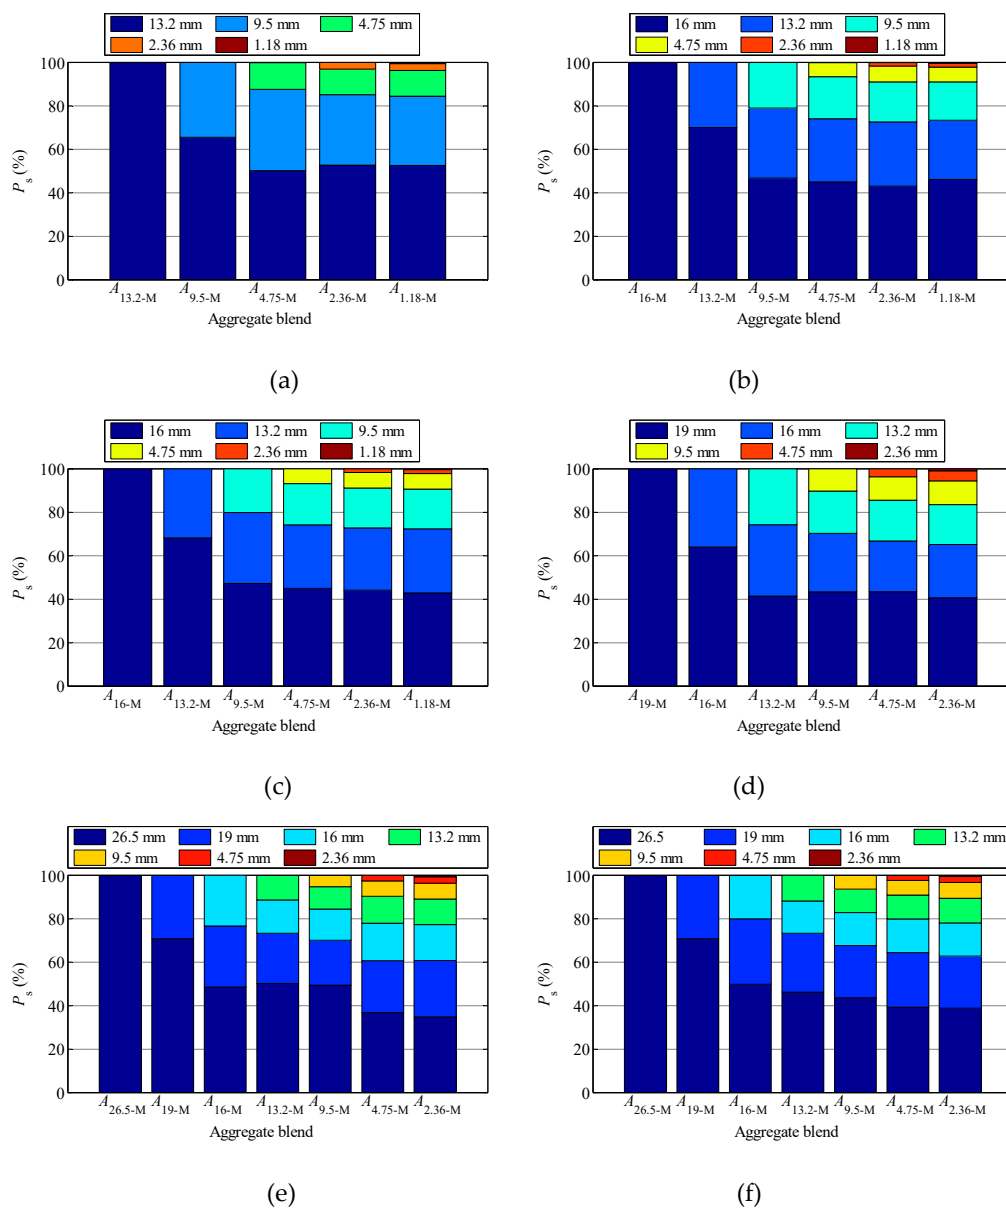 13.2 mm 9.5 mm 4.75 mm
2.36 mm 1.18 mm
100
80
60
40
20
0
P_s (%)
A_13.2-M A_9.5-M A_4.75-M A_2.36-M A_1.18-M
Aggregate blend
(a)
16 mm 13.2 mm 9.5 mm
4.75 mm 2.36 mm 1.18 mm
100
80
60
40
20
0
P_s (%)
A_16-M A_13.2-M A_9.5-M A_4.75-M A_2.36-M A_1.18-M
Aggregate blend
(b)
16 mm 13.2 mm 9.5 mm
4.75 mm 2.36 mm 1.18 mm
100
80
60
40
20
0
P_s (%)
A_16-M A_13.2-M A_9.5-M A_4.75-M A_2.36-M A_1.18-M
Aggregate blend
(c)
19 mm 16 mm 13.2 mm
9.5 mm 4.75 mm 2.36 mm
100
80
60
40
20
0
P_s (%)
A_19-M A_16-M A_13.2-M A_9.5-M A_4.75-M A_2.36-M
Aggregate blend
(d)
26.5 mm 19 mm 16 mm 13.2 mm
9.5 mm 4.75 mm 2.36 mm
100
80
60
40
20
0
P_s (%)
A_26.5-M A_19-M A_16-M A_13.2-M A_9.5-M A_4.75-M A_2.36-M
Aggregate blend
(e)
26.5 19 mm 16 mm 13.2 mm
9.5 mm 4.75 mm 2.36 mm
100
80
60
40
20
0
P_s (%)
A_26.5-M A_19-M A_16-M A_13.2-M A_9.5-M A_4.75-M A_2.36-M
Aggregate blend
(f)